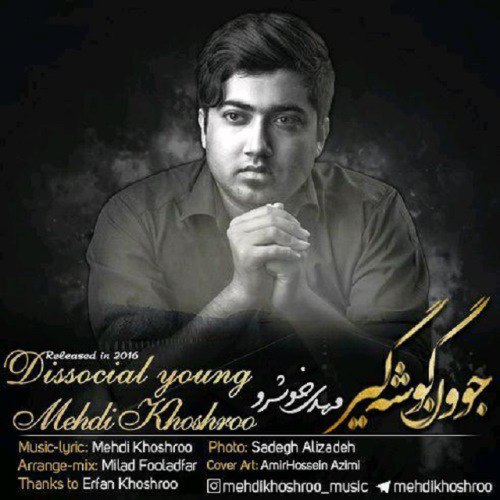 Released in 2016
Dissocial young
Mehdi Khoshroo
مهدی خوشرو
جوون گوشه گیر
Music-lyric: Mehdi Khoshroo Photo: Sadegh Alizadeh
Arrange-mix: Milad Fooladfar Cover Art: AmirHossein Azimi
Thanks to Erfan Khoshroo mehdikhoshroo_music mehdikhoshroo